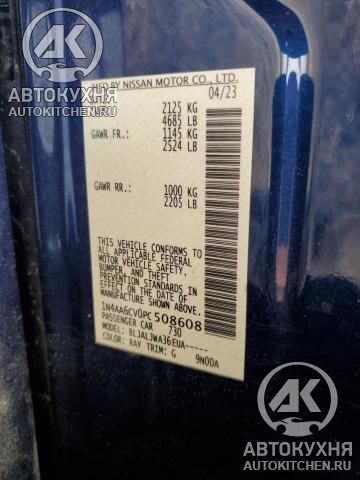 MFD BY NISSAN MOTOR CO., LTD.
04/23
2125 KG
4685 LB
GAWR FR.: 1145 KG
2524 LB
GAWR RR.: 1000 KG
2205 LB
THIS VEHICLE CONFORMS TO
ALL APPLICABLE FEDERAL
MOTOR VEHICLE SAFETY,
BUMPER, AND THEFT
PREVENTION STANDARDS
IN EFFECT ON THE DATE OF
MANUFACTURE SHOWN ABOVE.
1N4AA6CV0PC508608
PASSENGER CAR 730
MODEL: BLJALJWA36EUA-----
COLOR: RAY TRIM: G 9N00A
АК
АВТОКУХНЯ
AUTOKITCHEN.RU
АК
АВТОКУХНЯ
AUTOKITCHEN.RU